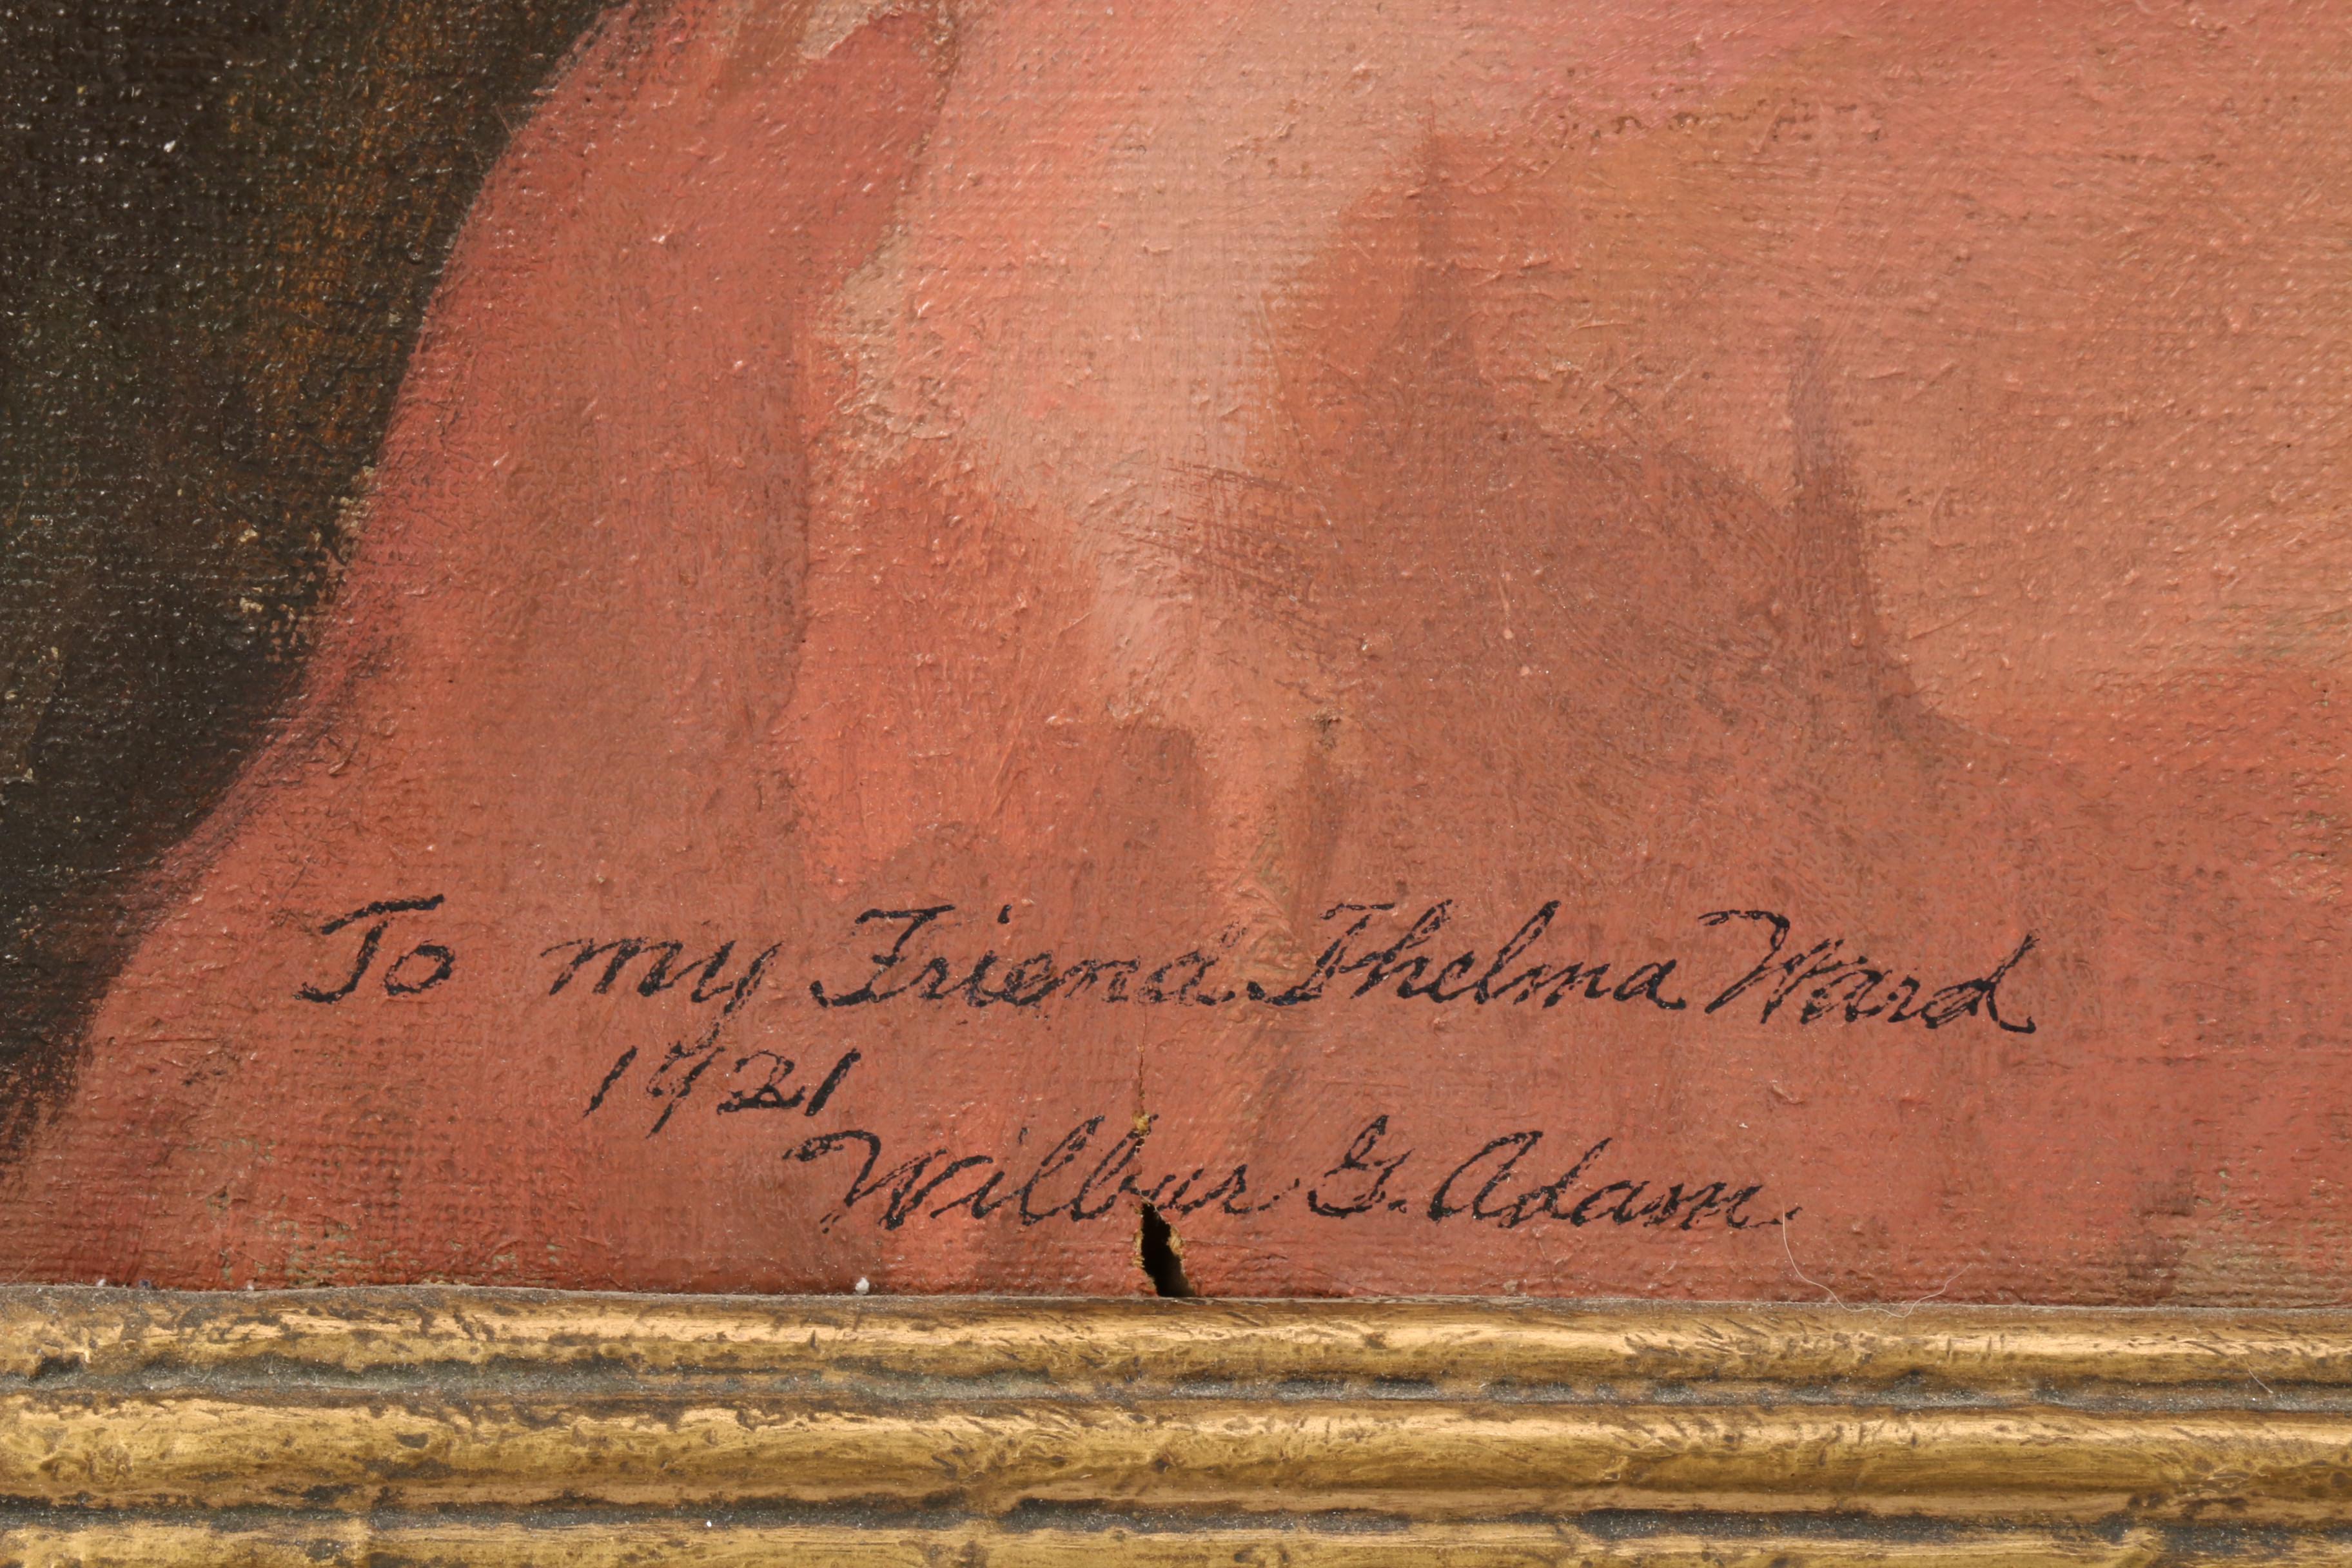 To my Friend Thelma Ward
1921
Wilbur G. Adam